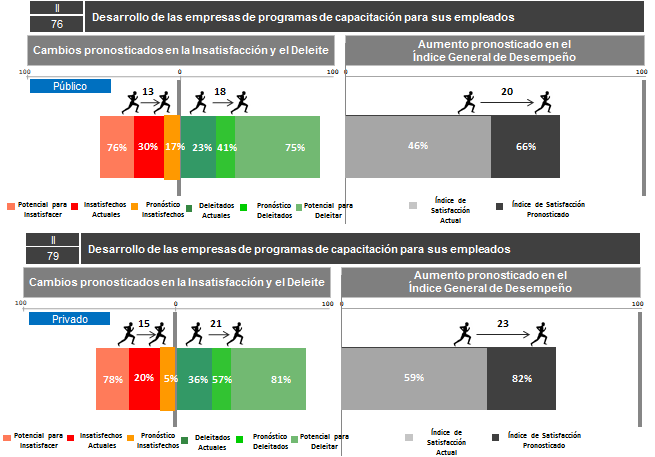 II
76
Desarrollo de las empresas de programas de capacitación para sus empleados
Cambios pronosticados en la Insatisfacción y el Deleite
Aumento pronosticado en el
Índice General de Desempeño
100
0
100
0
100
Público
13
18
20
76%
30%
17%
23%
41%
75%
46%
66%
Potencial para
Insatisfacer
Insatisfechos
Actuales
Pronóstico
Insatisfechos
Deleitados
Actuales
Pronóstico
Deleitados
Potencial para
Deleitar
Índice de
Satisfacción
Actual
Índice de Satisfacción
Pronosticado
II
79
Desarrollo de las empresas de programas de capacitación para sus empleados
Cambios pronosticados en la Insatisfacción y el Deleite
Aumento pronosticado en el
Índice General de Desempeño
100
0
100
0
100
Privado
15
21
23
78%
20%
5%
36%
57%
81%
59%
82%
Potencial para
Insatisfacer
Insatisfechos
Actuales
Pronóstico
Insatisfechos
Deleitados
Actuales
Pronóstico
Deleitados
Potencial para
Deleitar
Índice de
Satisfacción
Actual
Índice de Satisfacción
Pronosticado